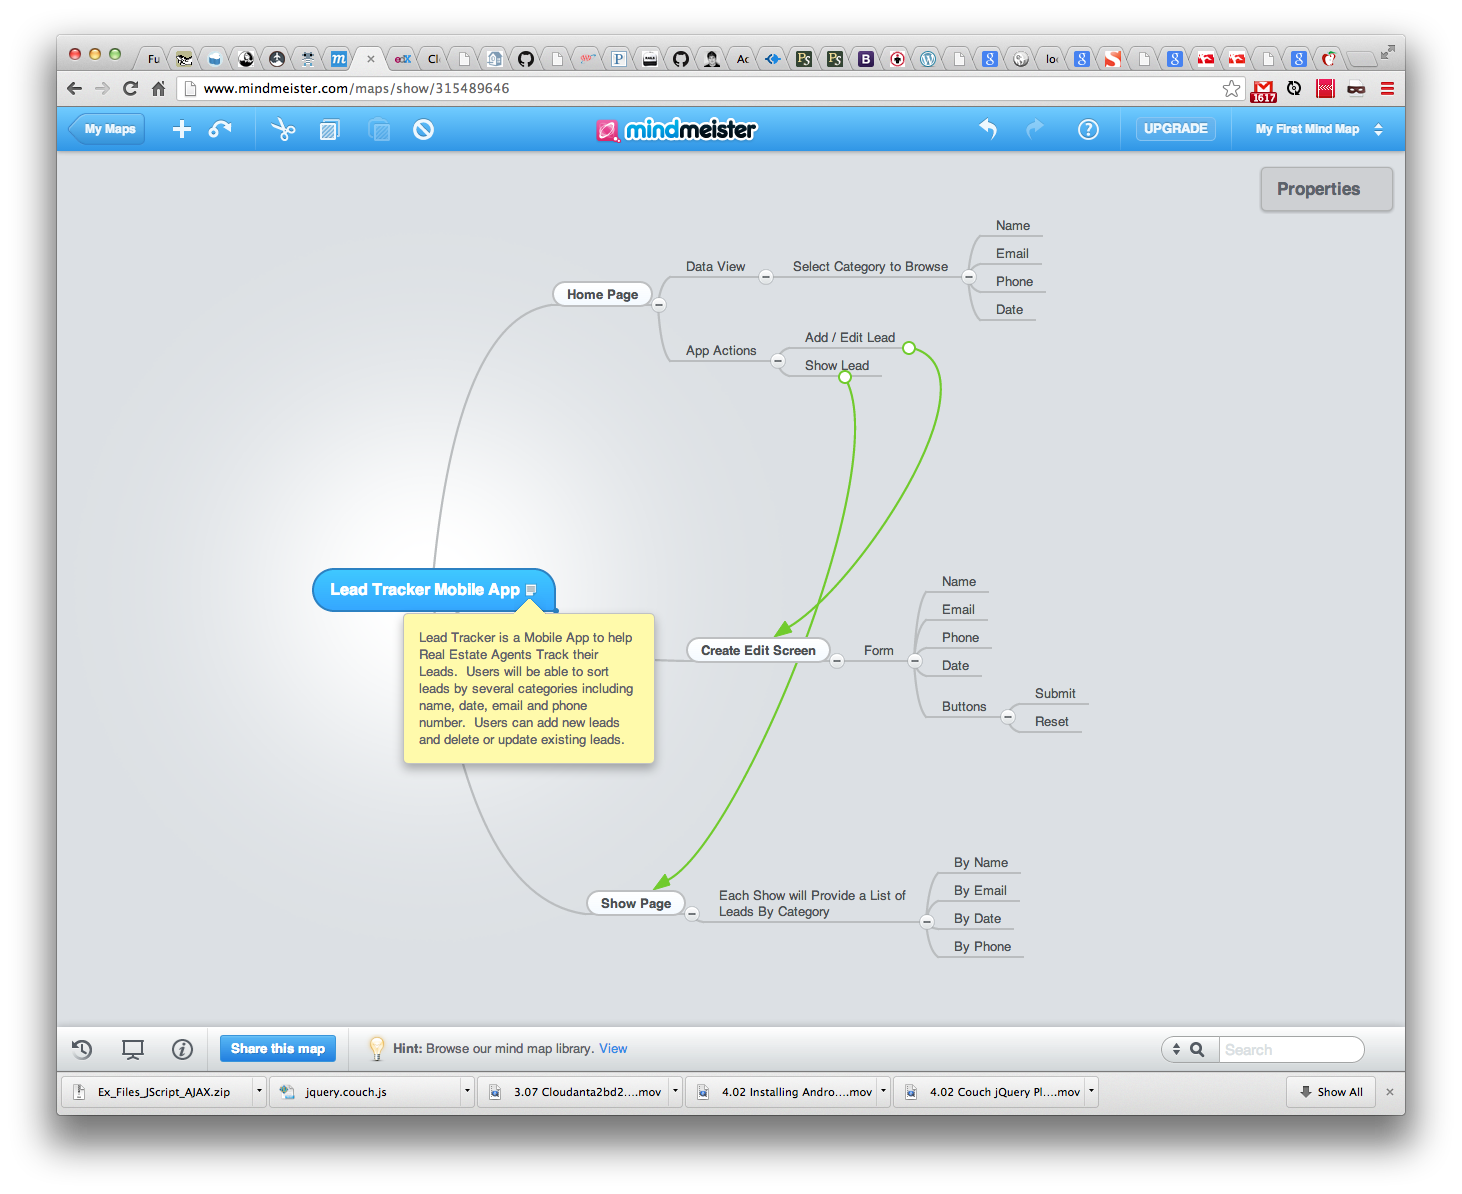 Fu
m
edX
Cl
P
Ac
Ps
Ps
B
8
lo
8
S
8
8
www.mindmeister.com/maps/show/315489646
1617
My Maps
mindmeister
?
UPGRADE
My First Mind Map
Properties
Name
Email
Phone
Date
Data View
Select Category to Browse
Home Page
App Actions
Add / Edit Lead
Show Lead
Lead Tracker Mobile App
Lead Tracker is a Mobile App to help
Real Estate Agents Track their
Leads. Users will be able to sort
leads by several categories including
name, date, email and phone
number. Users can add new leads
and delete or update existing leads.
Create Edit Screen
Form
Name
Email
Phone
Date
Buttons
Submit
Reset
Show Page
Each Show will Provide a List of
Leads By Category
By Name
By Email
By Date
By Phone
Share this map
Hint: Browse our mind map library. View
Search
Ex_Files_JScript_AJAX.zip
jquery.couch.js
3.07 Cloudanta2bd2....mov
4.02 Installing Andro....mov
4.02 Couch jQuery Pl....mov
Show All